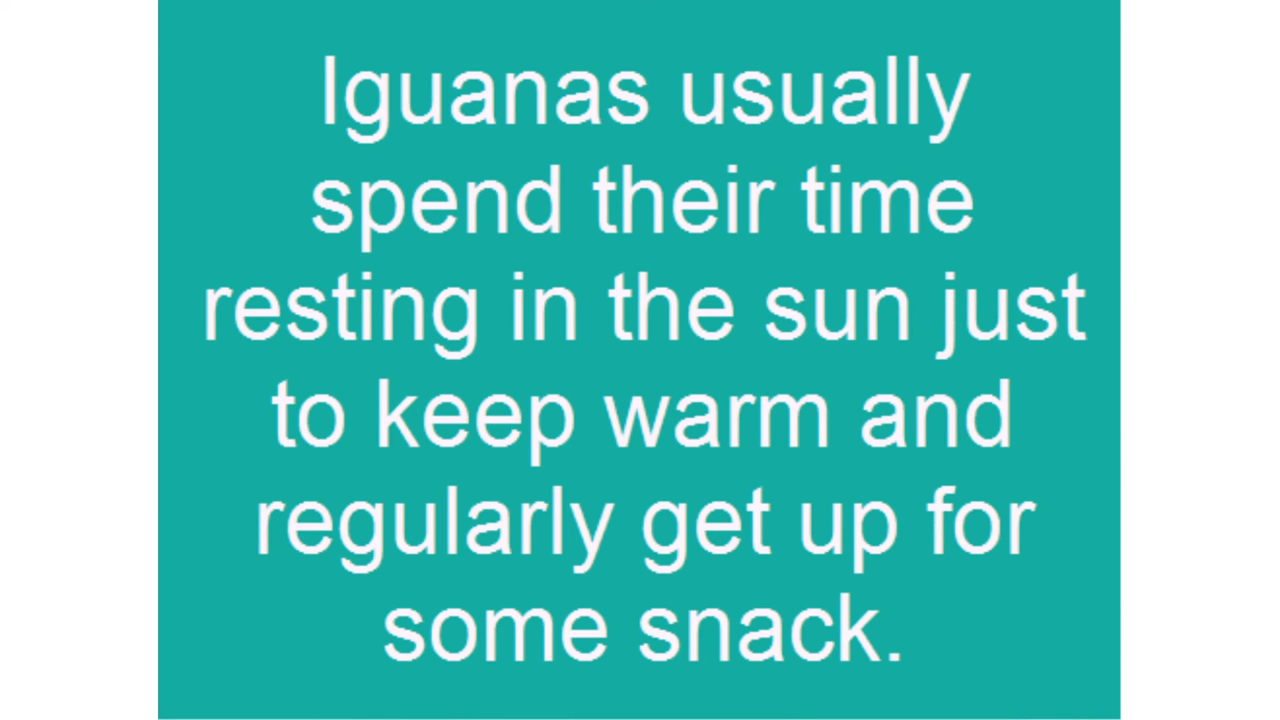 Iguanas usually
spend their time
resting in the sun just
to keep warm and
regularly get up for
some snack.